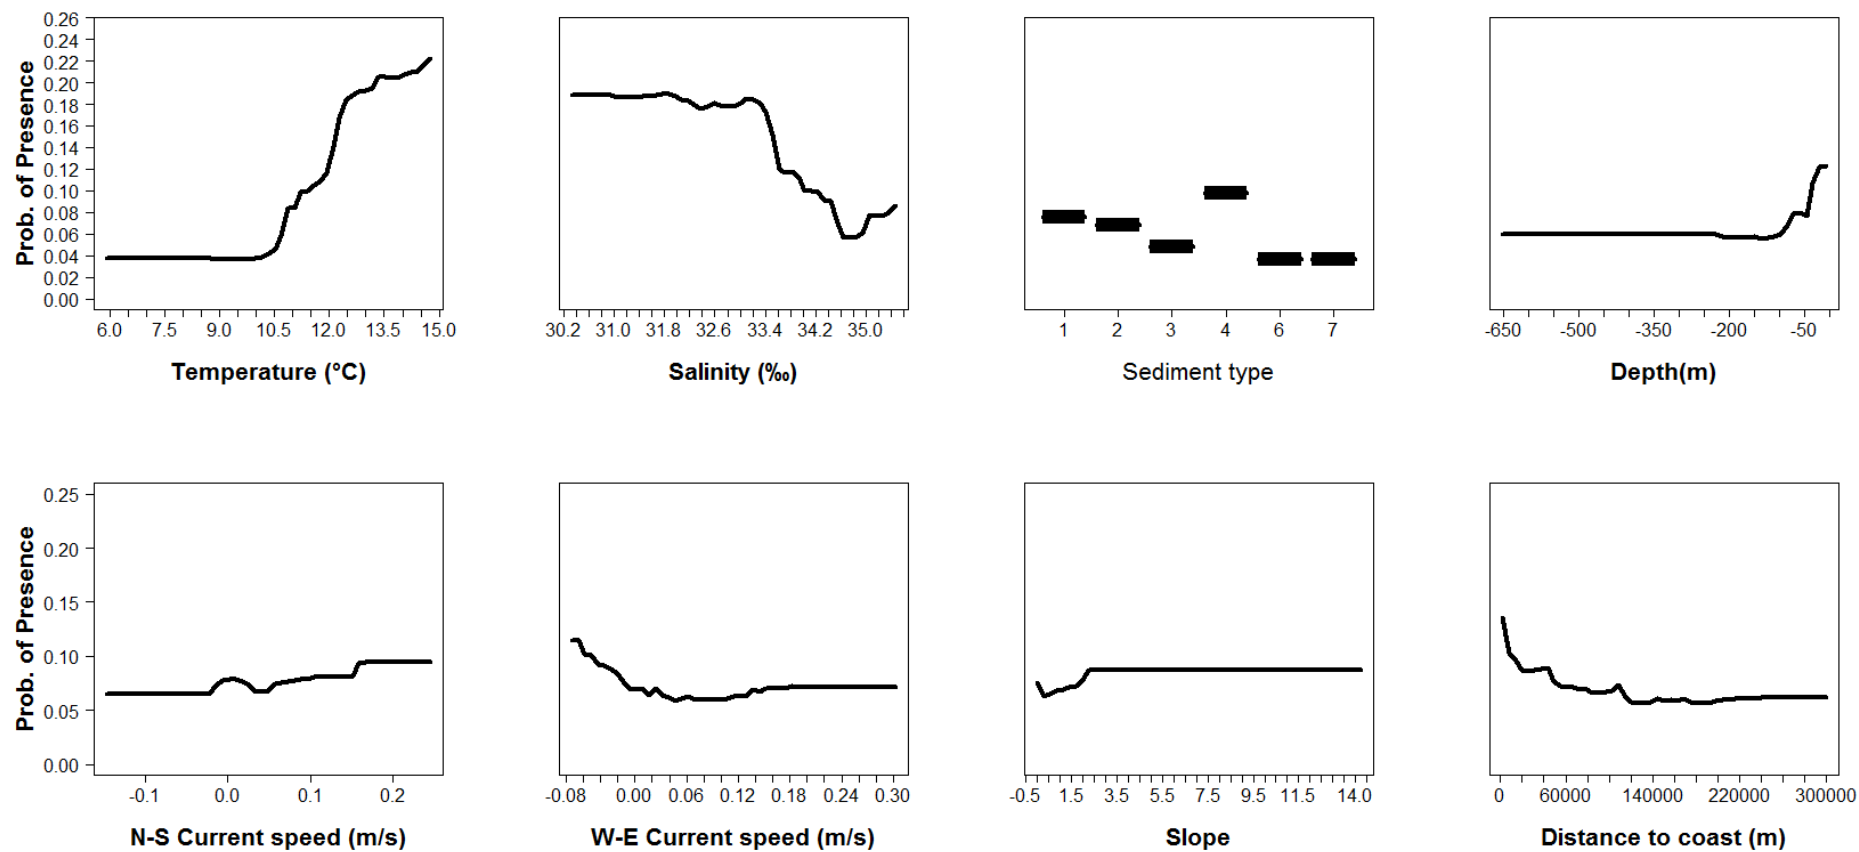 Prob. of Presence
0.26
0.24
0.22
0.20
0.18
0.16
0.14
0.12
0.10
0.08
0.06
0.04
0.02
0.00
6.0 7.5 9.0 10.5 12.0 13.5 15.0
Temperature (°C)
30.2 31.0 31.8 32.6 33.4 34.2 35.0
Salinity (‰)
1 2 3 4 6 7
Sediment type
-650 -500 -350 -200 -50
Depth(m)
Prob. of Presence
0.25
0.20
0.15
0.10
0.05
0.00
-0.1 0.0 0.1 0.2
N-S Current speed (m/s)
-0.08 0.00 0.06 0.12 0.18 0.24 0.30
W-E Current speed (m/s)
-0.5 1.5 3.5 5.5 7.5 9.5 11.5 14.0
Slope
0 60000 140000 220000 300000
Distance to coast (m)